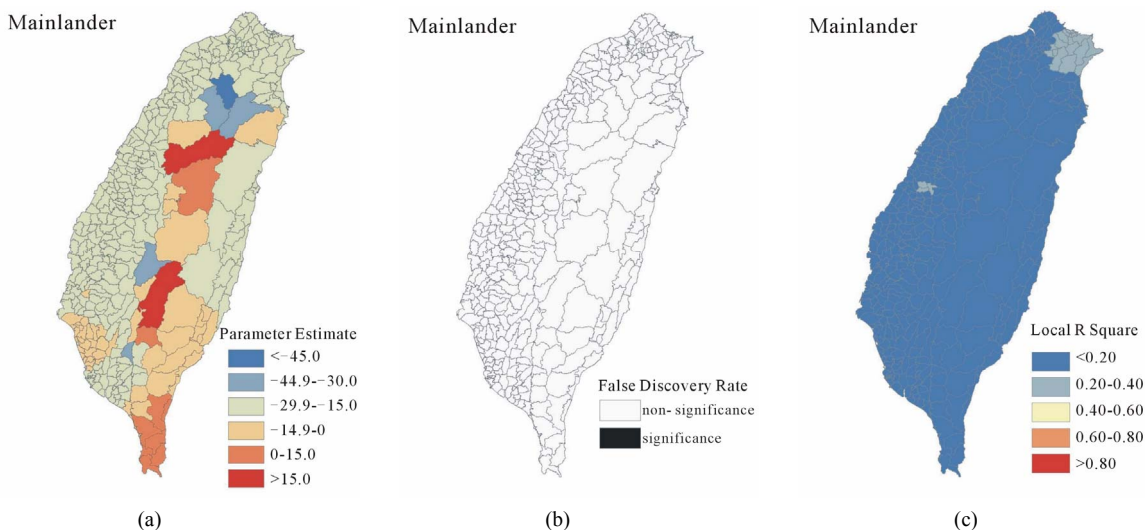 Mainlander
Parameter Estimate
<−45.0
−44.9-−30.0
−29.9-−15.0
−14.9-0
0-15.0
>15.0
(a)
Mainlander
False Discovery Rate
non- significance
significance
(b)
Mainlander
Local R Square
<0.20
0.20-0.40
0.40-0.60
0.60-0.80
>0.80
(c)